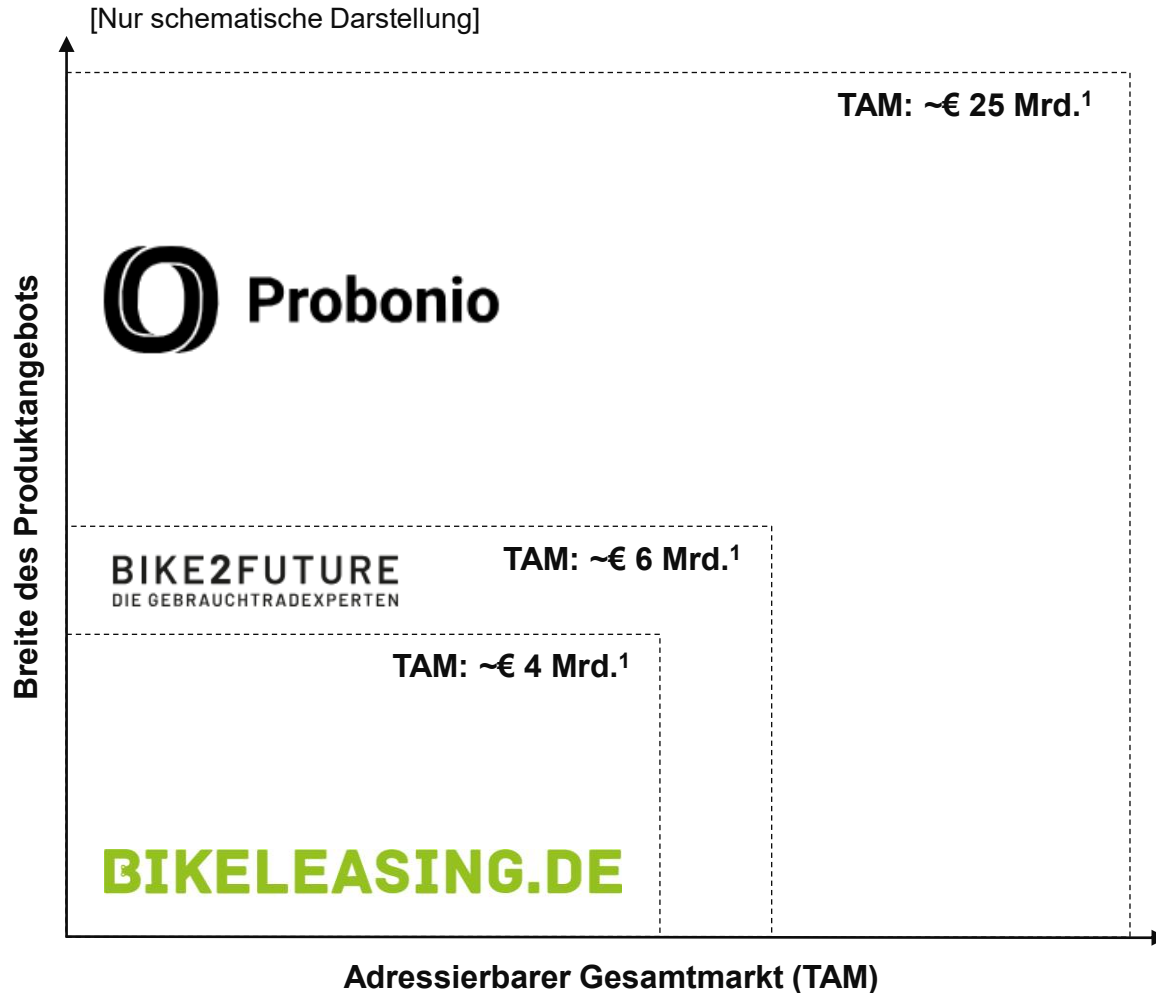 [Nur schematische Darstellung]
TAM: ~€ 25 Mrd.¹
Probonio
Breite des Produktangebots
TAM: ~€ 6 Mrd.¹
BIKE2FUTURE
DIE GEBRAUCHTRADEXPERTEN
TAM: ~€ 4 Mrd.¹
BIKELEASING.DE
Adressierbarer Gesamtmarkt (TAM)